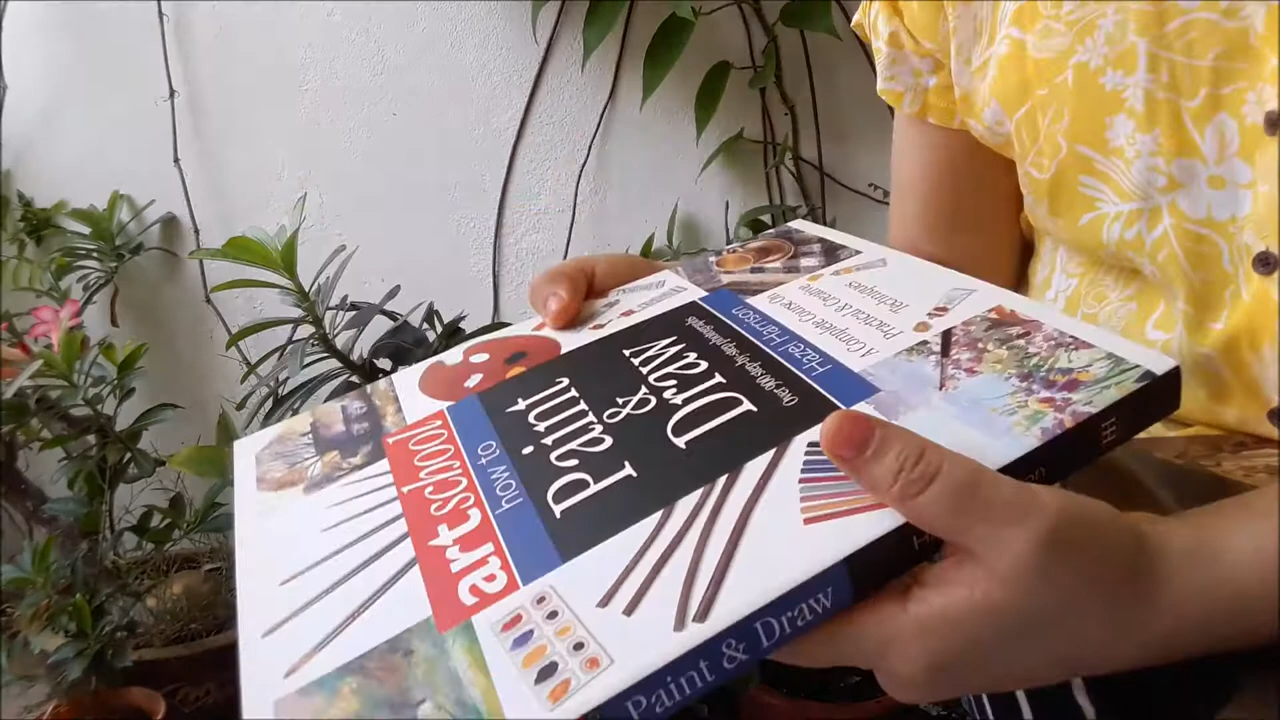 artschool
how to
Paint
&
Draw
Over 900 step-by-step photographs
Hazel Harrison
A Complete Course On
Practical & Creative
Techniques
Paint & Draw
HH